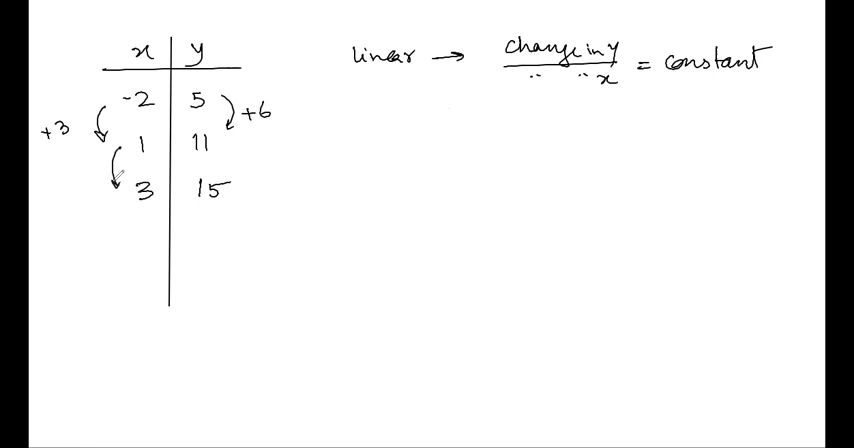 x y
linear → change in y / " " x = constant
-2 5
+6
+3
1 11
3 15